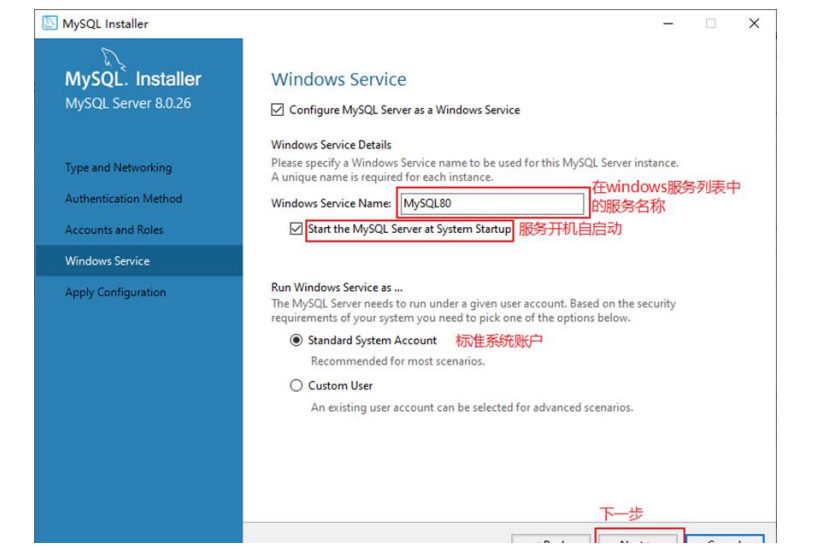 MySQL Installer
MySQL. Installer
MySQL Server 8.0.26
Type and Networking
Authentication Method
Accounts and Roles
Windows Service
Apply Configuration
Windows Service
Configure MySQL Server as a Windows Service
Windows Service Details
Please specify a Windows Service name to be used for this MySQL Server instance.
A unique name is required for each instance.
Windows Service Name: MySQL80
在windows服务列表中
的服务名称
Start the MySQL Server at System Startup 服务开机自启动
Run Windows Service as ...
The MySQL Server needs to run under a given user account. Based on the security
requirements of your system you need to pick one of the options below.
Standard System Account 标准系统账户
Recommended for most scenarios.
Custom User
An existing user account can be selected for advanced scenarios.
下一步